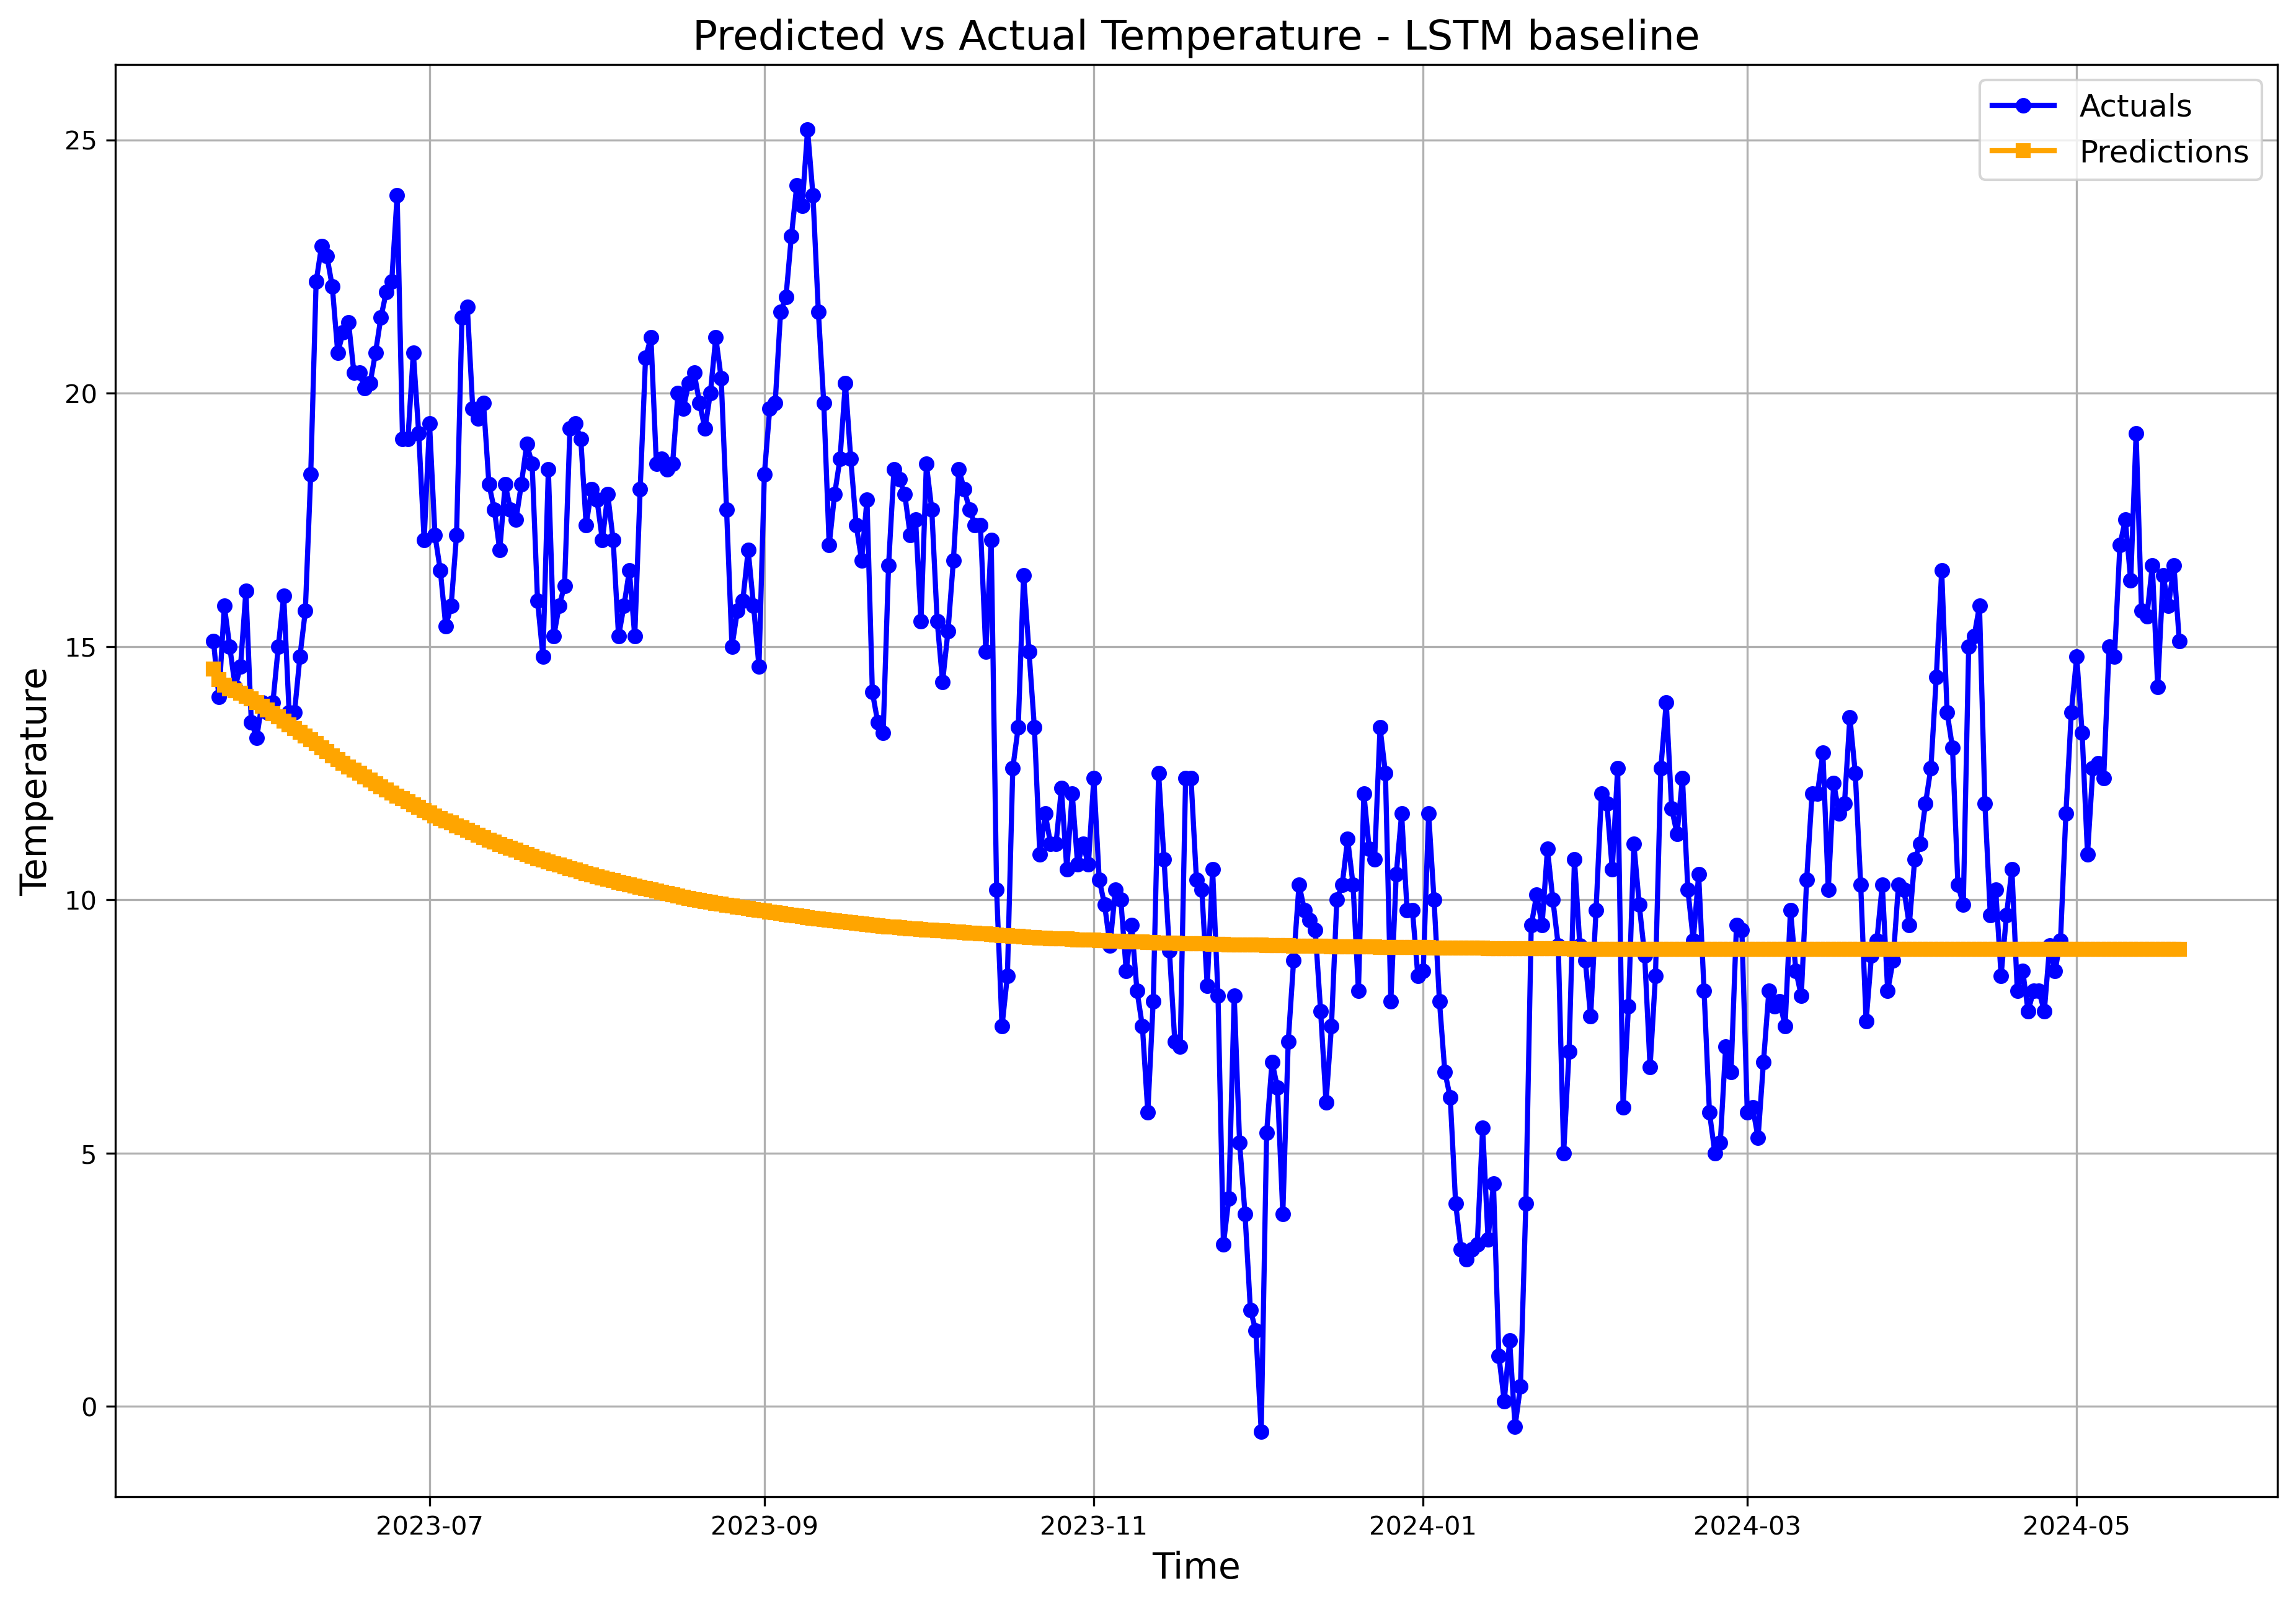 Predicted vs Actual Temperature - LSTM baseline
Actuals
Predictions
25
20
15
10
5
0
Temperature
2023-07
2023-09
2023-11
2024-01
2024-03
2024-05
Time